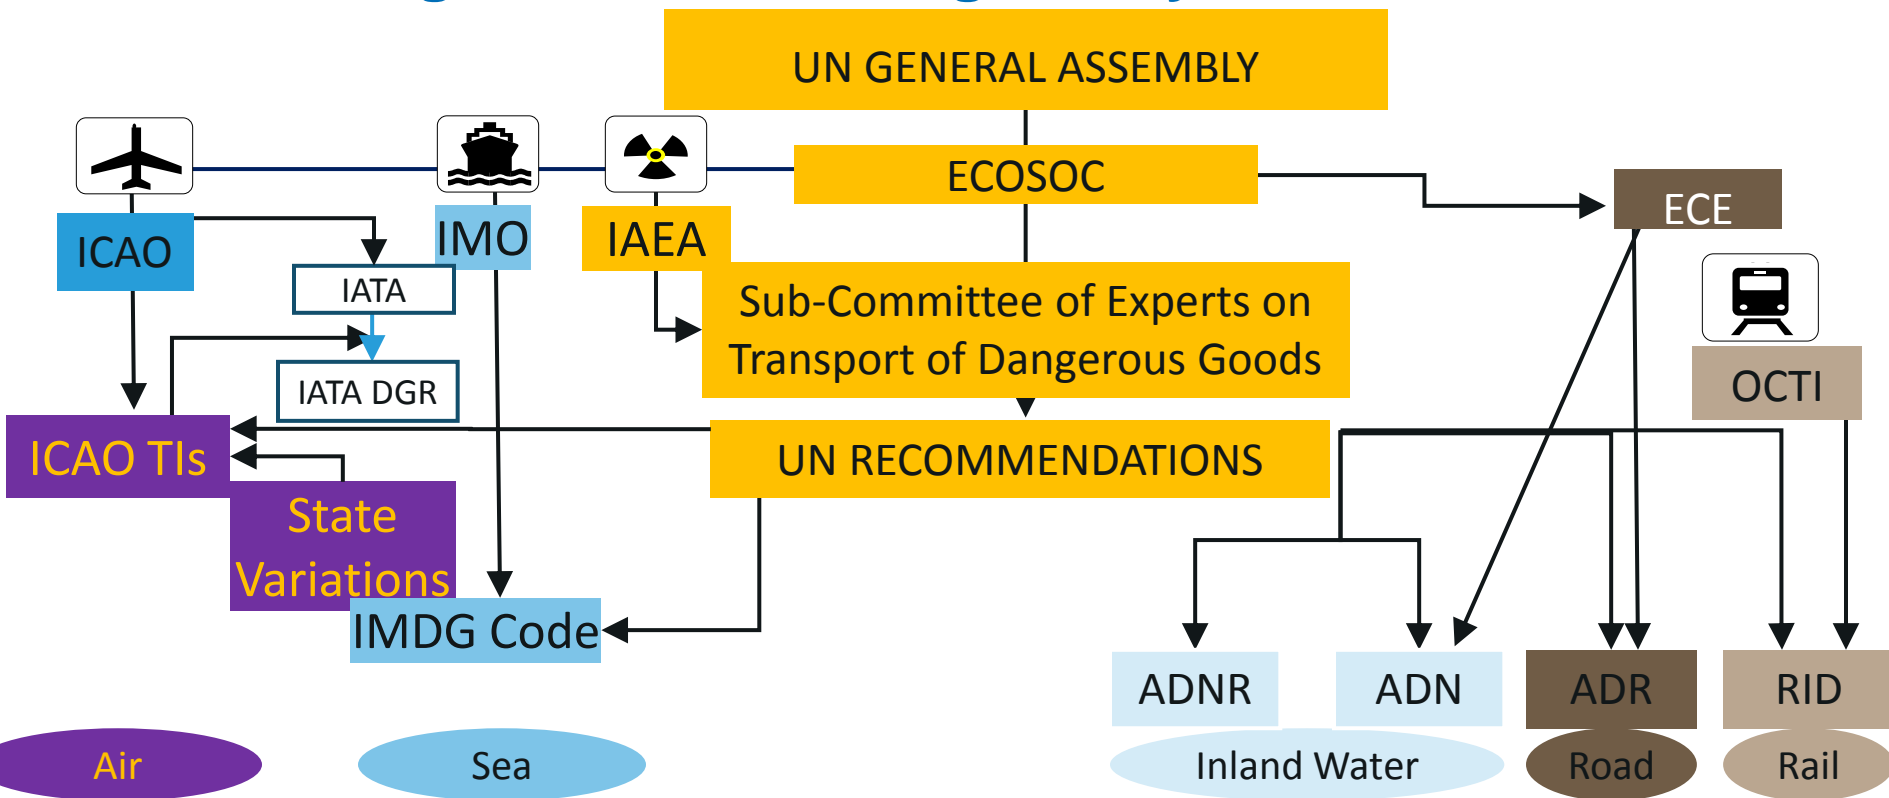 UN GENERAL ASSEMBLY
ECOSOC
ECE
ICAO
IMO
IAEA
IATA
Sub-Committee of Experts on
Transport of Dangerous Goods
OCTI
IATA DGR
ICAO TIs
UN RECOMMENDATIONS
State
Variations
IMDG Code
ADNR
ADN
ADR
RID
Air
Sea
Inland Water
Road
Rail